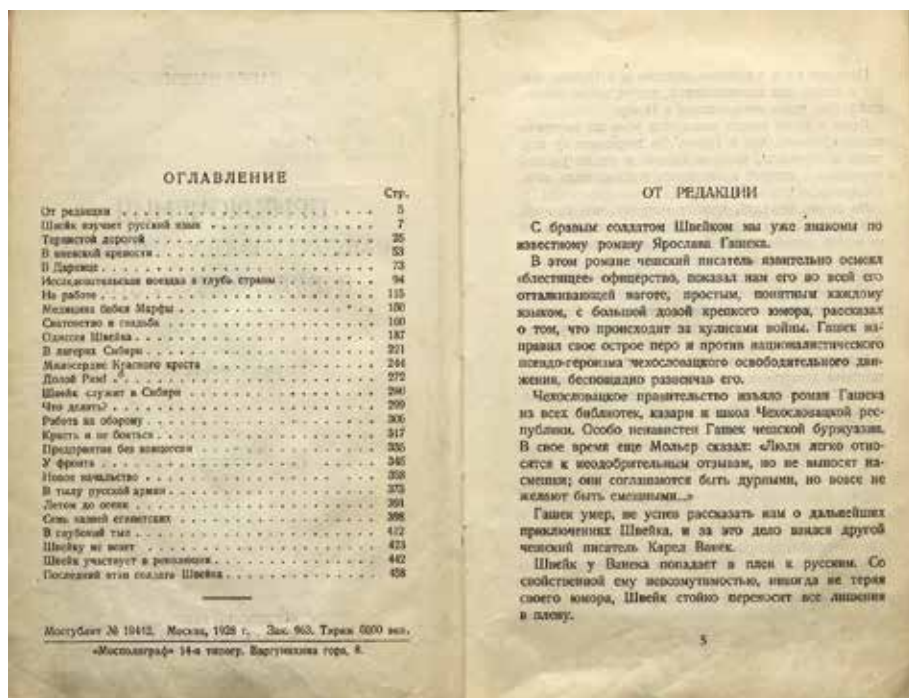 ОГЛАВЛЕНИЕ
Стр.
От редакции 5
Швейк изучает русский язык 7
Тернистой дорогой 25
В киевской крепости 53
В Дарнице 73
Исследовательская поездка в глубь страны 94
На работе 115
Медицина бабки Марфы 150
Сватовство и свадьба 160
Одиссея Швейка 187
В лагерях Сибири 221
Милосердие Красного креста 244
Долой Рим! 272
Швейк служит в Сибири 290
Что делать? 299
Работа на оборону 306
Красть и не бояться 317
Предприятие без концессии 335
У фронта 346
Новое начальство 358
В тылу русской армии 373
Летом до осени 391
Семь казней египетских 398
В глубокий тыл 412
Швейку не везет 423
Швейк участвует в революции 442
Последний этап солдата Швейка 458
Мосгублит № 19412. Москва, 1928 г. Зак. 963. Тираж 6000 экз.
«Мосполиграф» 14-я типогр. Варгунихина гора, 8.
ОТ РЕДАКЦИИ
С бравым солдатом Швейком мы уже знакомы по
известному роману Ярослава Гашека.
В этом романе чешский писатель язвительно осмеял
«блестящее» офицерство, показал нам его во всей его
отталкивающей наготе, простым, понятным каждому
языком, с большой дозой крепкого юмора, рассказал
о том, что происходит за кулисами войны. Гашек на-
правил свое острое перо и против националистического
псевдо-героизма чехословацкого освободительного дви-
жения, беспощадно развенчав его.
Чехословацкое правительство изъяло роман Гашека
из всех библиотек, казарм и школ Чехословацкой рес-
публики. Особо ненавистен Гашек чешской буржуазии.
В свое время еще Мольер сказал: «Люди легко отно-
сятся к неодобрительным отзывам, но не выносят на-
смешки; они соглашаются быть дурными, но вовсе не
желают быть смешными...»
Гашек умер, не успев рассказать нам о дальнейших
приключениях Швейка, и за это дело взялся другой
чешский писатель Карел Ванек.
Швейк у Ванека попадает в плен к русским. Со
свойственной ему невозмутимостью, никогда не теряя
своего юмора, Швейк стойко переносит все лишения
в плену.
5